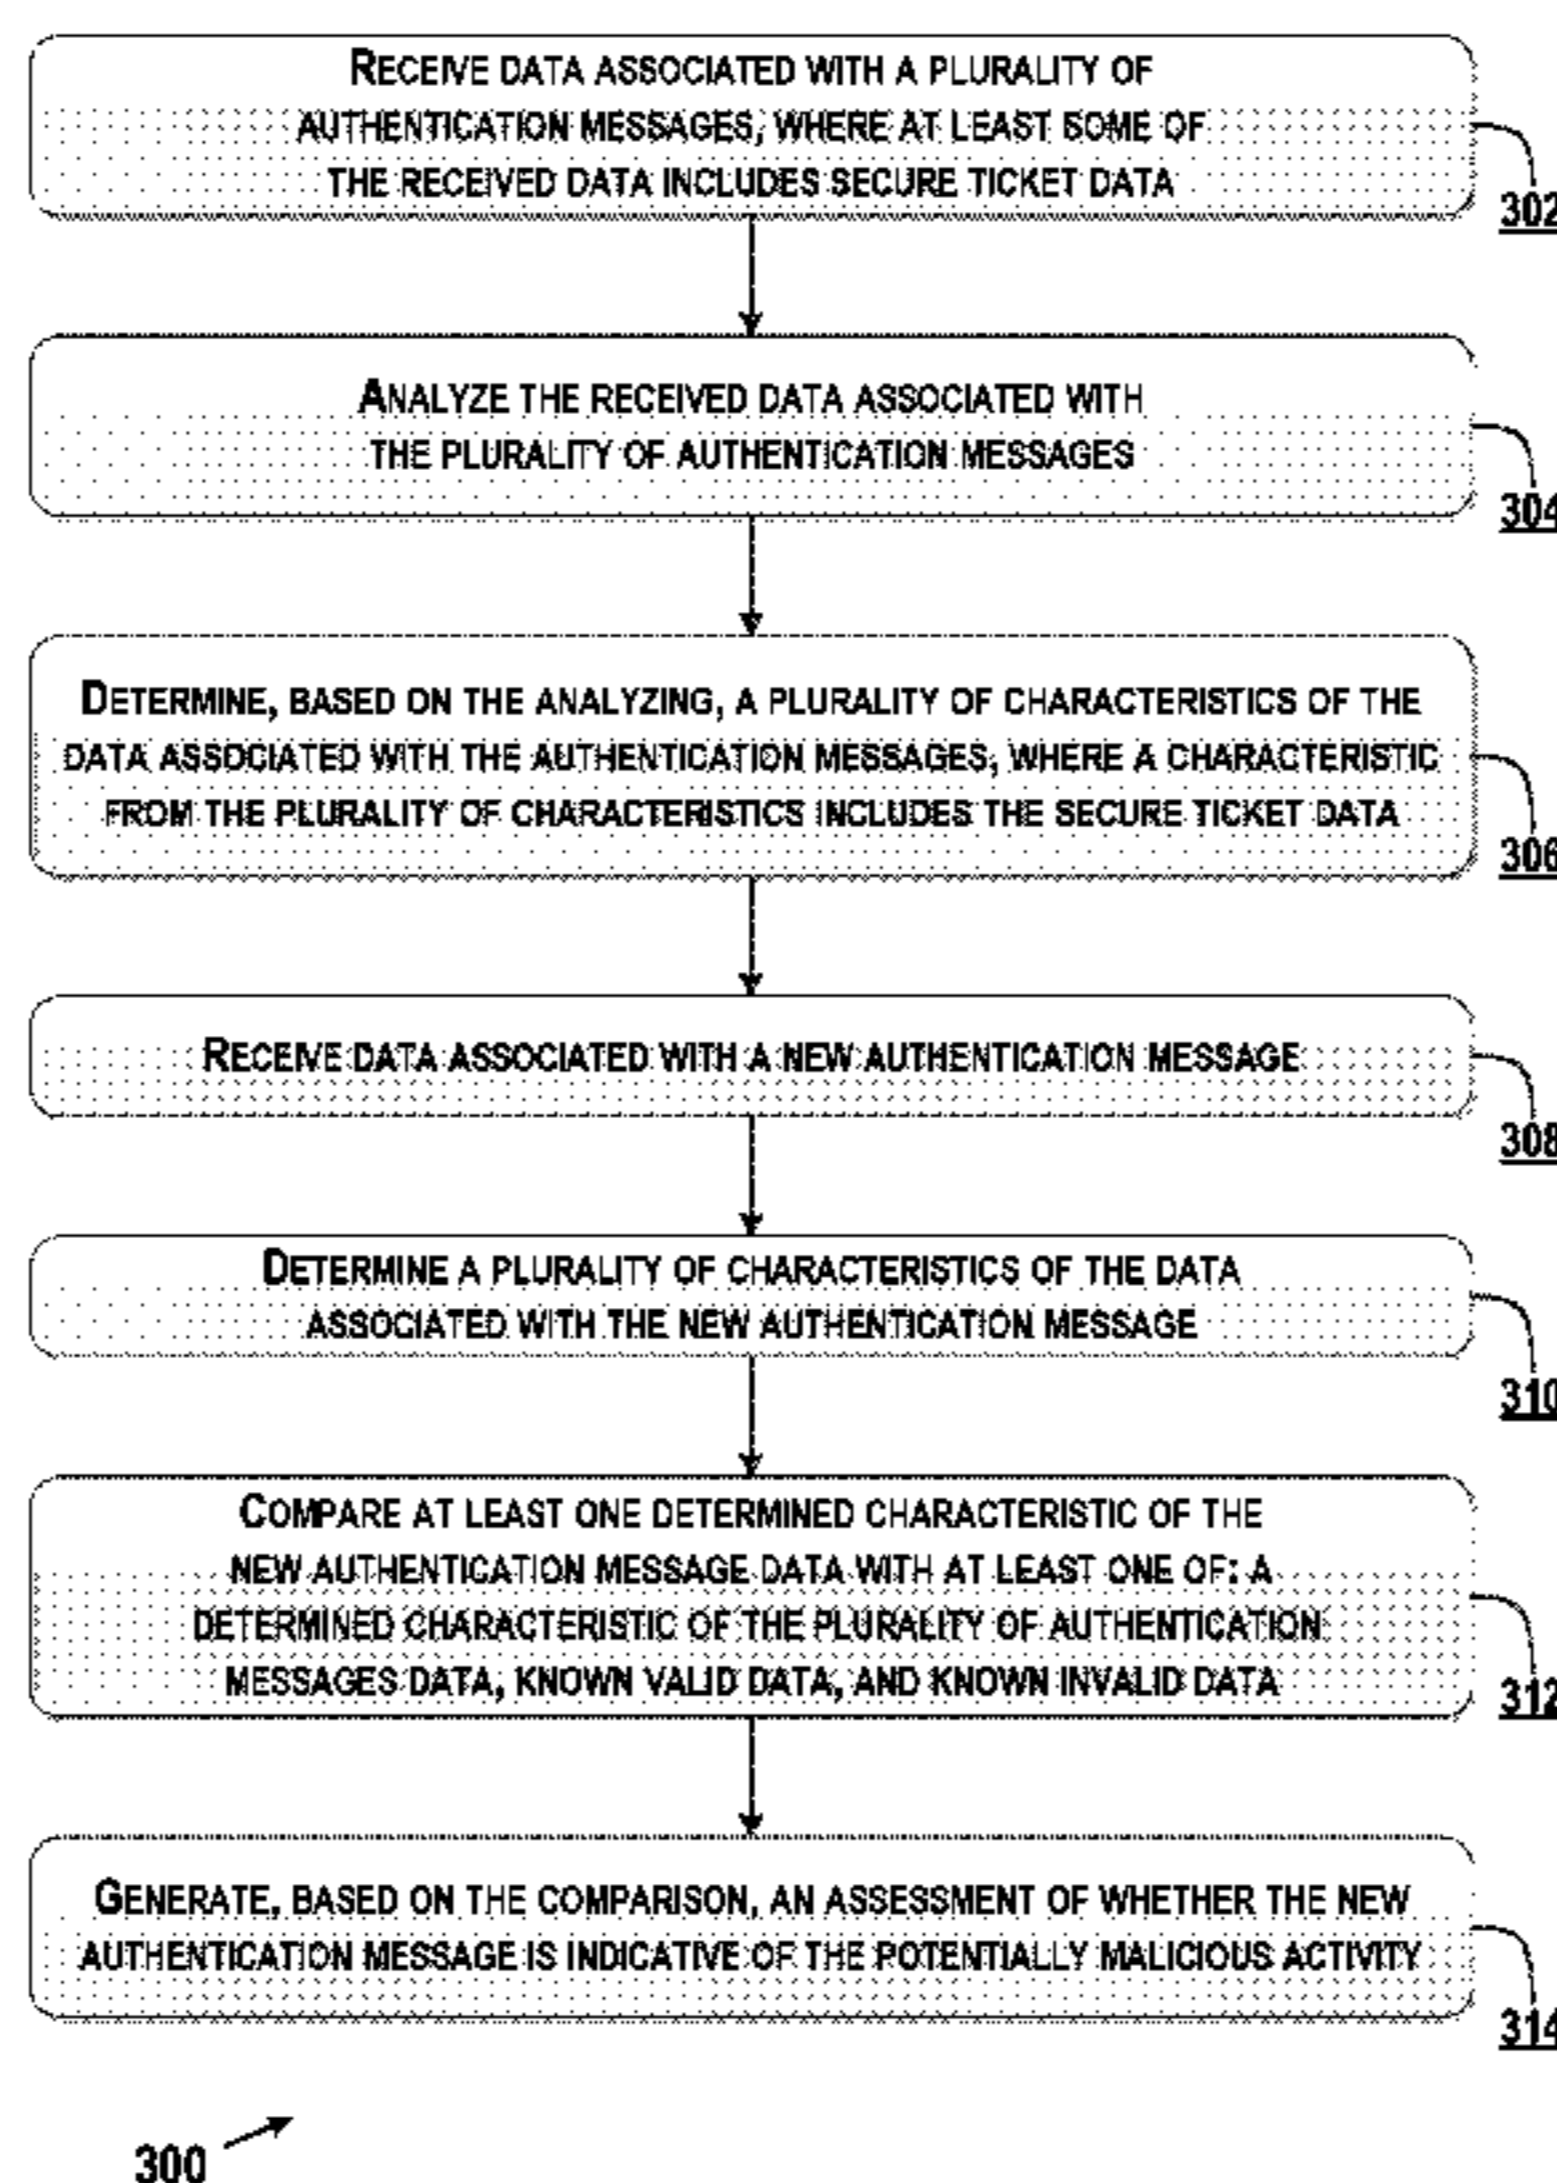 RECEIVE DATA ASSOCIATED WITH A PLURALITY OF
AUTHENTICATION MESSAGES, WHERE AT LEAST SOME OF
THE RECEIVED DATA INCLUDES SECURE TICKET DATA
302
ANALYZE THE RECEIVED DATA ASSOCIATED WITH
THE PLURALITY OF AUTHENTICATION MESSAGES
304
DETERMINE, BASED ON THE ANALYZING, A PLURALITY OF CHARACTERISTICS OF THE
DATA ASSOCIATED WITH THE AUTHENTICATION MESSAGES, WHERE A CHARACTERISTIC
FROM THE PLURALITY OF CHARACTERISTICS INCLUDES THE SECURE TICKET DATA
306
RECEIVE DATA ASSOCIATED WITH A NEW AUTHENTICATION MESSAGE
308
DETERMINE A PLURALITY OF CHARACTERISTICS OF THE DATA
ASSOCIATED WITH THE NEW AUTHENTICATION MESSAGE
310
COMPARE AT LEAST ONE DETERMINED CHARACTERISTIC OF THE
NEW AUTHENTICATION MESSAGE DATA WITH AT LEAST ONE OF: A
DETERMINED CHARACTERISTIC OF THE PLURALITY OF AUTHENTICATION
MESSAGES DATA, KNOWN VALID DATA, AND KNOWN INVALID DATA
312
GENERATE, BASED ON THE COMPARISON, AN ASSESSMENT OF WHETHER THE NEW
AUTHENTICATION MESSAGE IS INDICATIVE OF THE POTENTIALLY MALICIOUS ACTIVITY
314
300